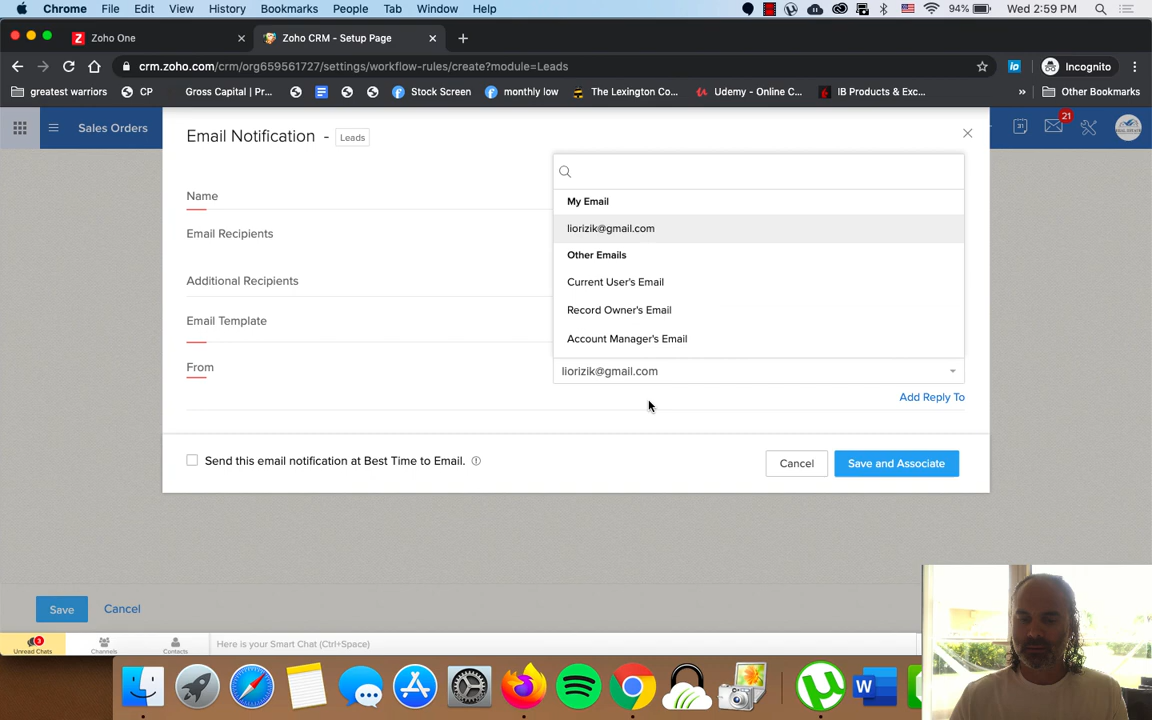 Chrome File Edit View History Bookmarks People Tab Window Help 94% Wed 2:59 PM
Zoho One Zoho CRM - Setup Page
crm.zoho.com/crm/org659561727/settings/workflow-rules/create?module=Leads Incognito
greatest warriors CP Gross Capital | Pr... Stock Screen monthly low The Lexington Co... Udemy - Online C... IB Products & Exc... » Other Bookmarks
Sales Orders 31 21
Email Notification - Leads
My Email
Name
liorizik@gmail.com
Email Recipients
Other Emails
Additional Recipients
Current User's Email
Record Owner's Email
Email Template
Account Manager's Email
From
liorizik@gmail.com
Add Reply To
Send this email notification at Best Time to Email.
Cancel Save and Associate
Save Cancel
3
Unread Chats Channels Contacts Here is your Smart Chat (Ctrl+Space)
W